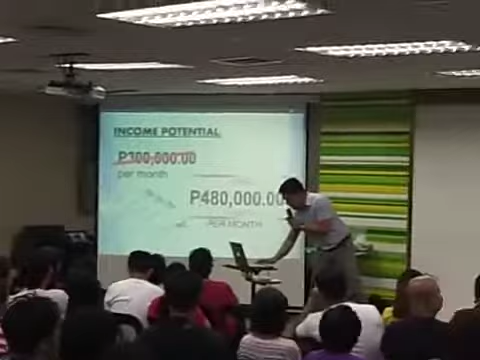 INCOME POTENTIAL
P300,000.00
per month
P480,000.00
PER MONTH